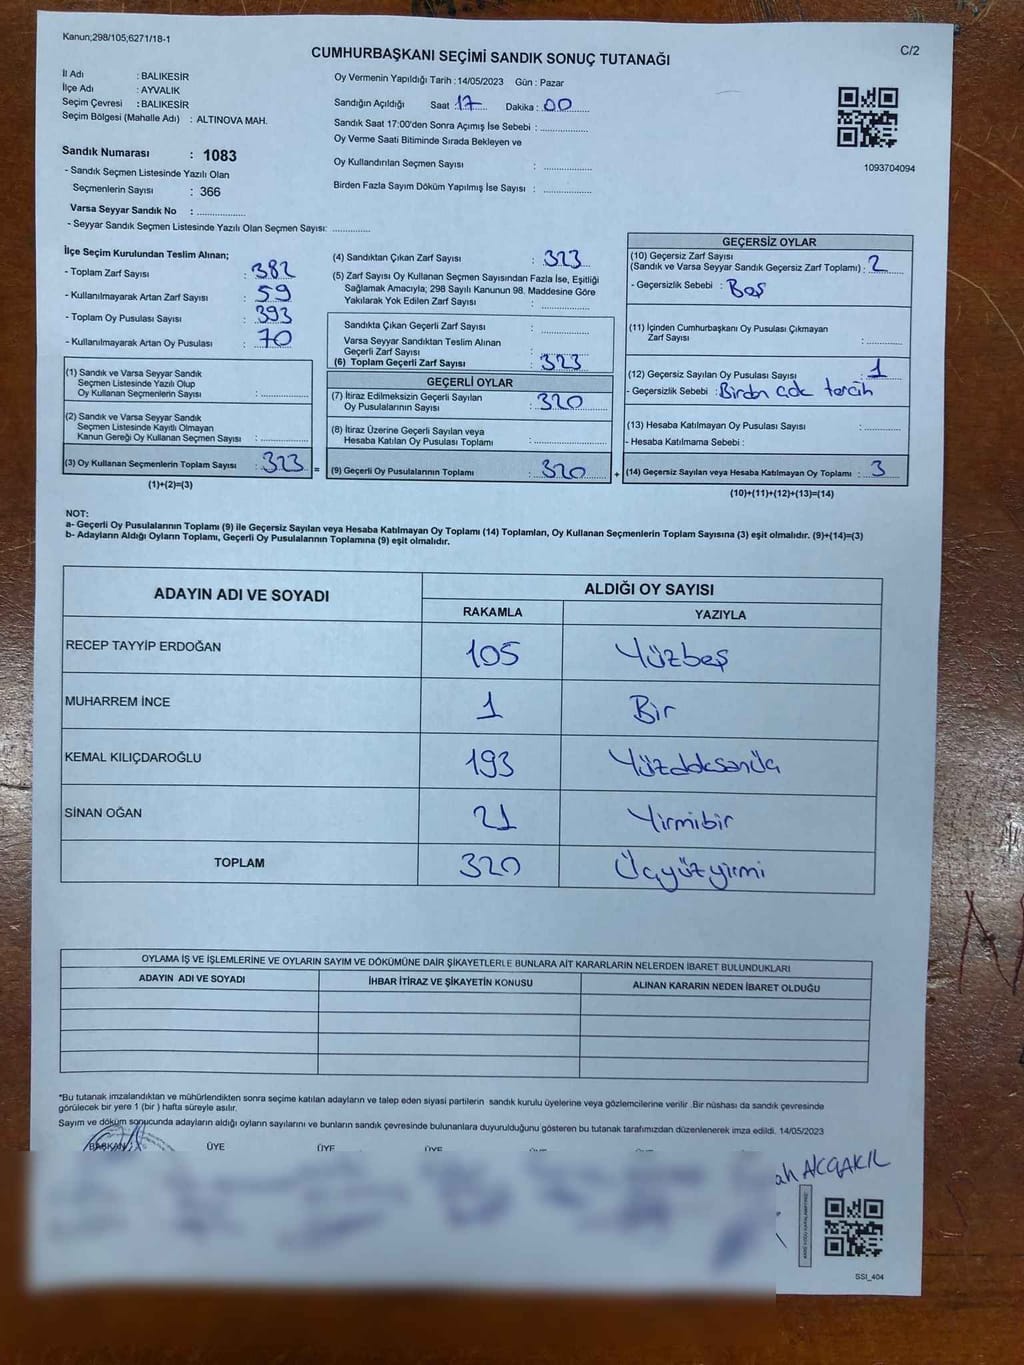 Kanun;298/105;6271/18-1
C/2
CUMHURBAŞKANI SEÇİMİ SANDIK SONUÇ TUTANAĞI
İl Adı : BALIKESİR
İlçe Adı : AYVALIK
Seçim Çevresi : BALIKESİR
Seçim Bölgesi (Mahalle Adı) : ALTINOVA MAH.
Sandık Numarası : 1083
- Sandık Seçmen Listesinde Yazılı Olan
Seçmenlerin Sayısı : 366
Varsa Seyyar Sandık No : ................
- Seyyar Sandık Seçmen Listesinde Yazılı Olan Seçmen Sayısı: ............
Oy Vermenin Yapıldığı Tarih : 14/05/2023 Gün : Pazar
Sandığın Açıldığı Saat : 17 Dakika : 00
Sandık Saat 17:00'den Sonra Açımış İse Sebebi : ................
Oy Verme Saati Bitiminde Sırada Bekleyen ve
Oy Kullandırılan Seçmen Sayısı : ................
Birden Fazla Sayım Döküm Yapılmış İse Sayısı : ................
1093704094
İlçe Seçim Kurulundan Teslim Alınan;
- Toplam Zarf Sayısı : 382
- Kullanılmayarak Artan Zarf Sayısı : 59
- Toplam Oy Pusulası Sayısı : 393
- Kullanılmayarak Artan Oy Pusulası : 70
(1) Sandık ve Varsa Seyyar Sandık
Seçmen Listesinde Yazılı Olup
Oy Kullanan Seçmenlerin Sayısı : ................
(2) Sandık ve Varsa Seyyar Sandık
Seçmen Listesinde Kayıtlı Olmayan
Kanun Gereği Oy Kullanan Seçmen Sayısı : ................
(3) Oy Kullanan Seçmenlerin Toplam Sayısı : 323 =
(1)+(2)=(3)
(4) Sandıktan Çıkan Zarf Sayısı : 323
(5) Zarf Sayısı Oy Kullanan Seçmen Sayısından Fazla İse, Eşitliği
Sağlamak Amacıyla; 298 Sayılı Kanunun 98. Maddesine Göre
Yakılarak Yok Edilen Zarf Sayısı : ................
Sandıkta Çıkan Geçerli Zarf Sayısı : ................
Varsa Seyyar Sandıktan Teslim Alınan
Geçerli Zarf Sayısı : ................
(6) Toplam Geçerli Zarf Sayısı : 323
GEÇERLİ OYLAR
(7) İtiraz Edilmeksizin Geçerli Sayılan
Oy Pusulalarının Sayısı : 320
(8) İtiraz Üzerine Geçerli Sayılan veya
Hesaba Katılan Oy Pusulası Toplamı : ................
(9) Geçerli Oy Pusulalarının Toplamı : 320 +
GEÇERSİZ OYLAR
(10) Geçersiz Zarf Sayısı
(Sandık ve Varsa Seyyar Sandık Geçersiz Zarf Toplamı) : 2
- Geçersizlik Sebebi : Boş
(11) İçinden Cumhurbaşkanı Oy Pusulası Çıkmayan
Zarf Sayısı : ............
(12) Geçersiz Sayılan Oy Pusulası Sayısı : 1
- Geçersizlik Sebebi : Birden çok tercih
(13) Hesaba Katılmayan Oy Pusulası Sayısı : ............
- Hesaba Katılmama Sebebi :
(14) Geçersiz Sayılan veya Hesaba Katılmayan Oy Toplamı : 3
(10)+(11)+(12)+(13)=(14)
NOT:
a- Geçerli Oy Pusulalarının Toplamı (9) ile Geçersiz Sayılan veya Hesaba Katılmayan Oy Toplamı (14) Toplamları, Oy Kullanan Seçmenlerin Toplam Sayısına (3) eşit olmalıdır. (9)+(14)=(3)
b- Adayların Aldığı Oyların Toplamı, Geçerli Oy Pusulalarının Toplamına (9) eşit olmalıdır.
ADAYIN ADI VE SOYADI ALDIĞI OY SAYISI
RAKAMLA YAZIYLA
RECEP TAYYİP ERDOĞAN 105 Yüzbeş
MUHARREM İNCE 1 Bir
KEMAL KILIÇDAROĞLU 193 Yüzdoksanüç
SİNAN OĞAN 21 Yirmibir
TOPLAM 320 Üçyüzyirmi
OYLAMA İŞ VE İŞLEMLERİNE VE OYLARIN SAYIM VE DÖKÜMÜNE DAİR ŞİKAYETLERLE BUNLARA AİT KARARLARIN NELERDEN İBARET BULUNDUKLARI
ADAYIN ADI VE SOYADI İHBAR İTİRAZ VE ŞİKAYETİN KONUSU ALINAN KARARIN NEDEN İBARET OLDUĞU
*Bu tutanak imzalandıktan ve mühürlendikten sonra seçime katılan adayların ve talep eden siyasi partilerin sandık kurulu üyelerine veya gözlemcilerine verilir. Bir nüshası da sandık çevresinde
görülecek bir yere 1 (bir) hafta süreyle asılır.
Sayım ve döküm sonucunda adayların aldığı oyların sayılarını ve bunların sandık çevresinde bulunanlara duyurulduğunu gösteren bu tutanak tarafımızdan düzenlenerek imza edildi. 14/05/2023
BAŞKAN ÜYE ÜYE ÜYE
AKÇAKIL
SSI_404